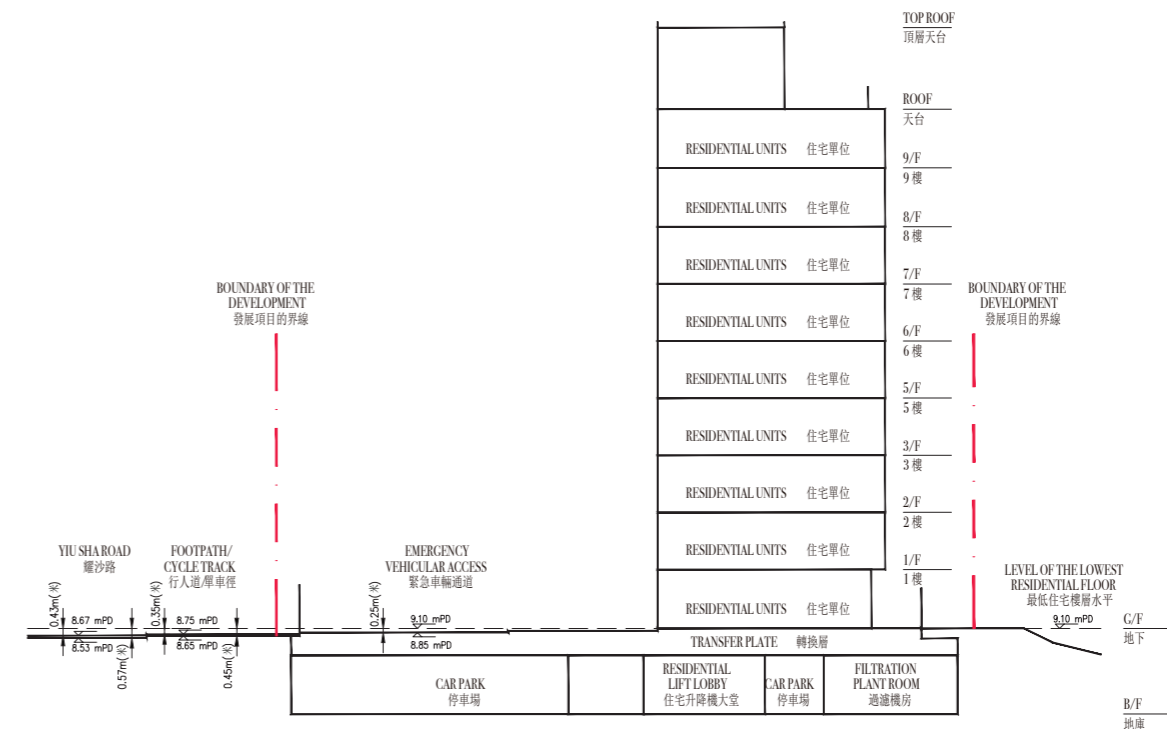 TOP ROOF
頂層天台
ROOF
天台
RESIDENTIAL UNITS 住宅單位
9/F
9 樓
RESIDENTIAL UNITS 住宅單位
8/F
8 樓
RESIDENTIAL UNITS 住宅單位
7/F
7 樓
BOUNDARY OF THE
DEVELOPMENT
發展項目的界線
BOUNDARY OF THE
DEVELOPMENT
發展項目的界線
RESIDENTIAL UNITS 住宅單位
6/F
6 樓
RESIDENTIAL UNITS 住宅單位
5/F
5 樓
RESIDENTIAL UNITS 住宅單位
3/F
3 樓
RESIDENTIAL UNITS 住宅單位
2/F
2 樓
RESIDENTIAL UNITS 住宅單位
1/F
1 樓
YIU SHA ROAD
耀沙路
FOOTPATH/
CYCLE TRACK
行人道/單車徑
EMERGENCY
VEHICULAR ACCESS
緊急車輛通道
LEVEL OF THE LOWEST
RESIDENTIAL FLOOR
最低住宅樓層水平
RESIDENTIAL UNITS 住宅單位
0.43m(米)
8.67 mPD
8.53 mPD
0.57m(米)
0.35m(米)
8.75 mPD
8.65 mPD
0.45m(米)
0.25m(米)
9.10 mPD
8.85 mPD
9.10 mPD
G/F
地下
TRANSFER PLATE 轉換層
CAR PARK
停車場
RESIDENTIAL
LIFT LOBBY
住宅升降機大堂
CAR PARK
停車場
FILTRATION
PLANT ROOM
過濾機房
B/F
地庫